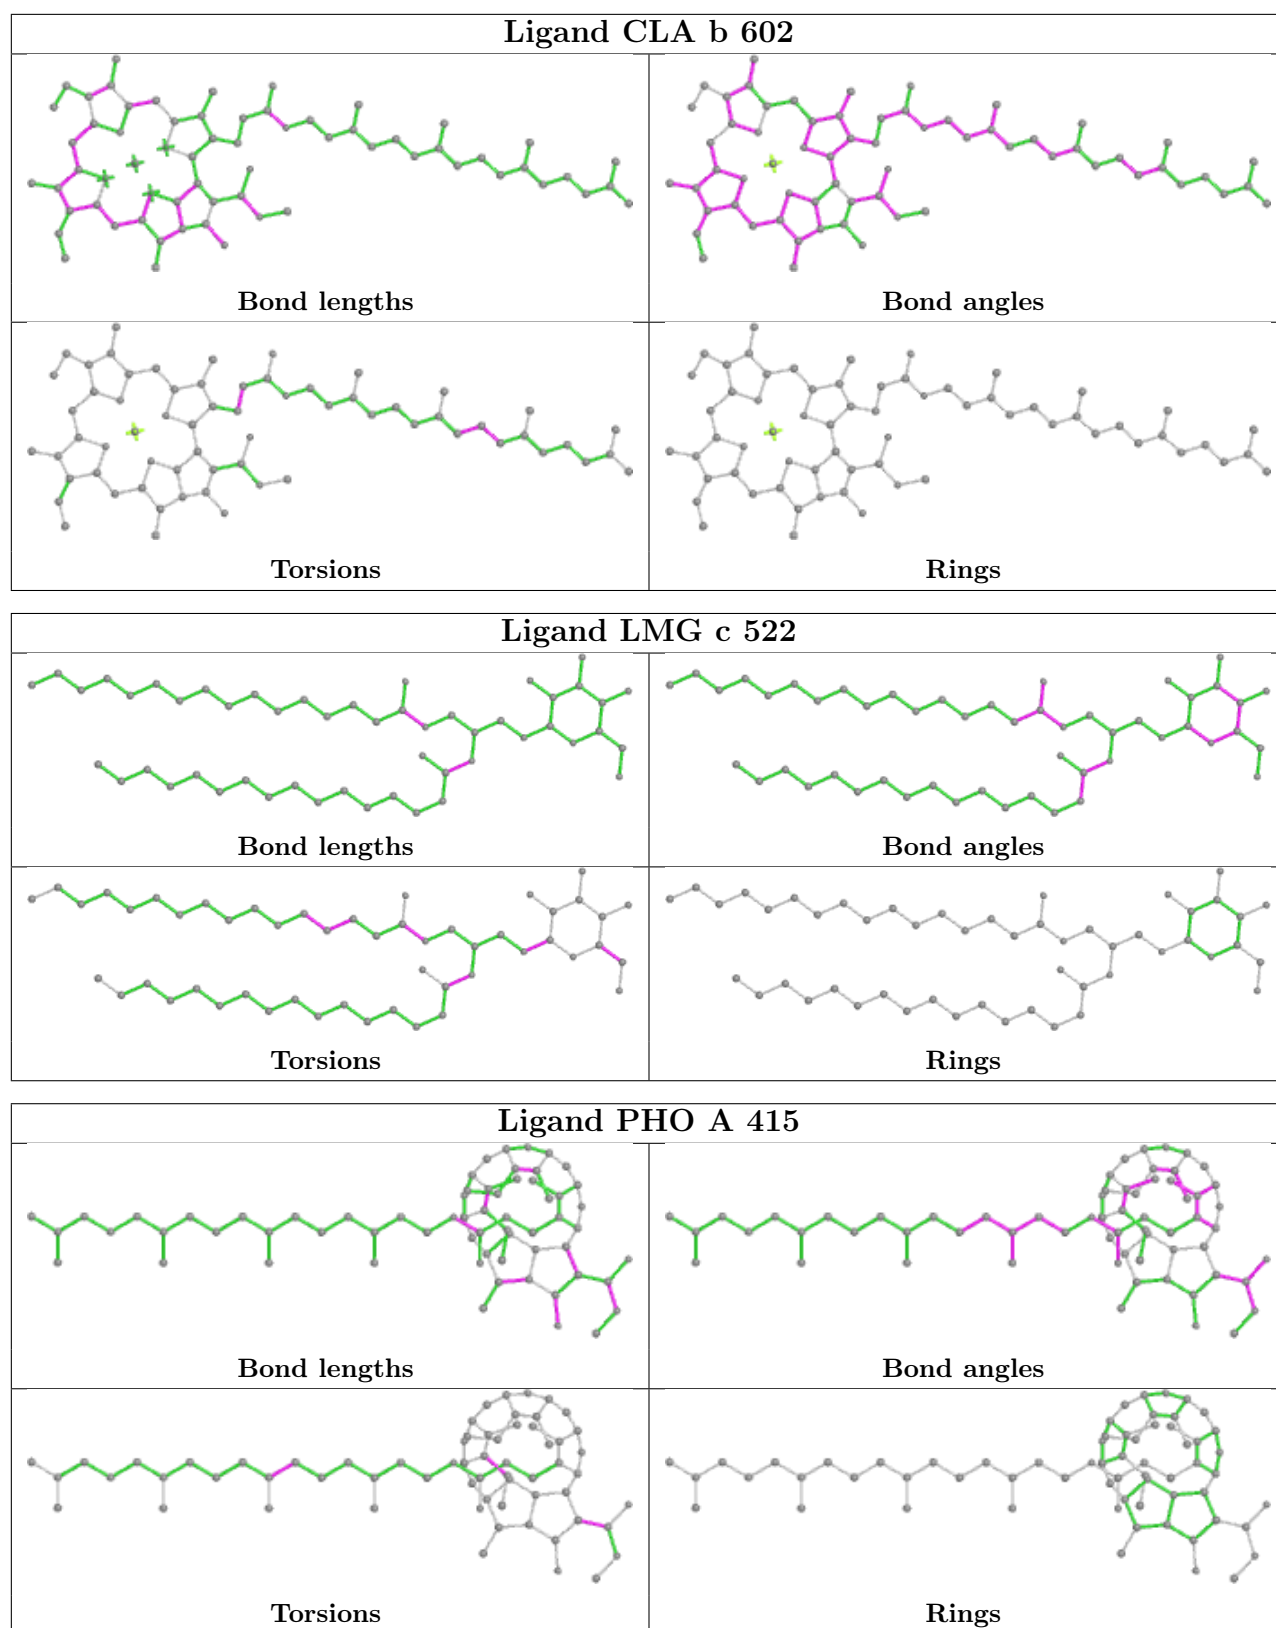 Ligand CLA b 602
Bond lengths
Bond angles
Torsions
Rings
Ligand LMG c 522
Bond lengths
Bond angles
Torsions
Rings
Ligand PHO A 415
Bond lengths
Bond angles
Torsions
Rings